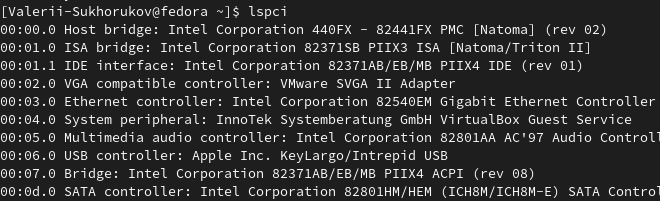 [Valerii-Sukhorukov@fedora ~]$ lspci
00:00.0 Host bridge: Intel Corporation 440FX - 82441FX PMC [Natoma] (rev 02)
00:01.0 ISA bridge: Intel Corporation 82371SB PIIX3 ISA [Natoma/Triton II]
00:01.1 IDE interface: Intel Corporation 82371AB/EB/MB PIIX4 IDE (rev 01)
00:02.0 VGA compatible controller: VMware SVGA II Adapter
00:03.0 Ethernet controller: Intel Corporation 82540EM Gigabit Ethernet Controller
00:04.0 System peripheral: InnoTek Systemberatung GmbH VirtualBox Guest Service
00:05.0 Multimedia audio controller: Intel Corporation 82801AA AC'97 Audio Control
00:06.0 USB controller: Apple Inc. KeyLargo/Intrepid USB
00:07.0 Bridge: Intel Corporation 82371AB/EB/MB PIIX4 ACPI (rev 08)
00:0d.0 SATA controller: Intel Corporation 82801HM/HEM (ICH8M/ICH8M-E) SATA Contro